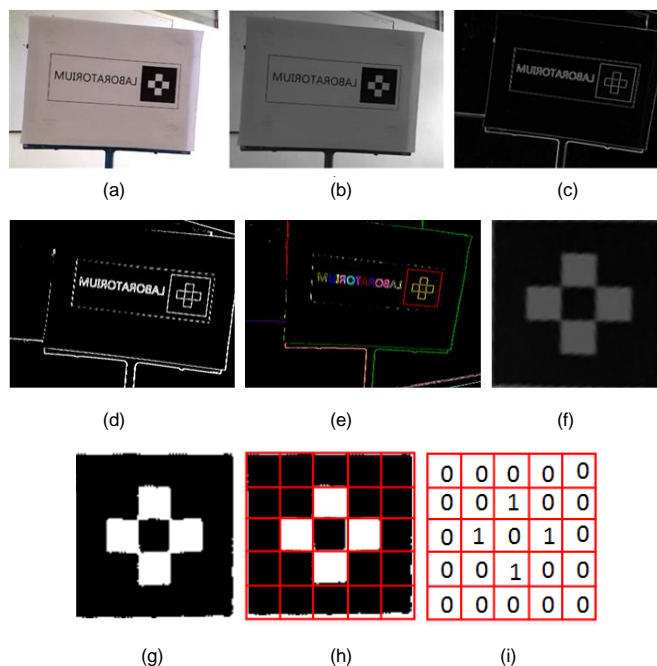 LABORATORIUM
LABORATORIUM
LABORATORIUM
(a) (b) (c)
LABORATORIUM
LABORATORIUM
(d) (e) (f)
0 0 0 0 0
0 0 1 0 0
0 1 0 1 0
0 0 1 0 0
0 0 0 0 0
(g) (h) (i)